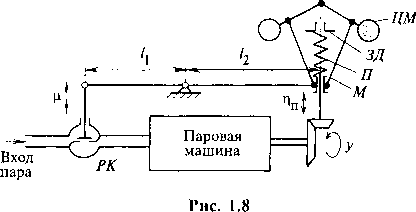 ЦМ
l₁
l₂
ЗД
П
М
μ
ηп
Вход
пара
РК
Паровая
машина
y
Рис. 1.8